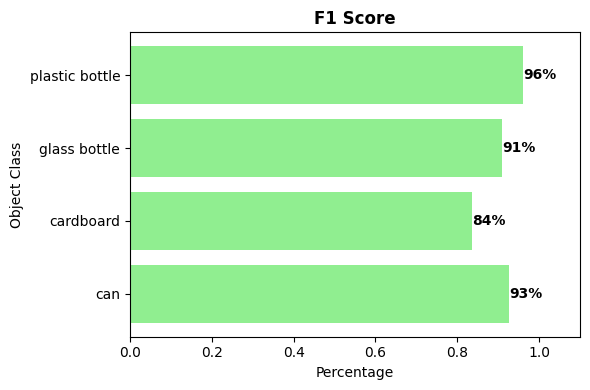 F1 Score
Object Class
plastic bottle
96%
glass bottle
91%
cardboard
84%
can
93%
0.0 0.2 0.4 0.6 0.8 1.0
Percentage